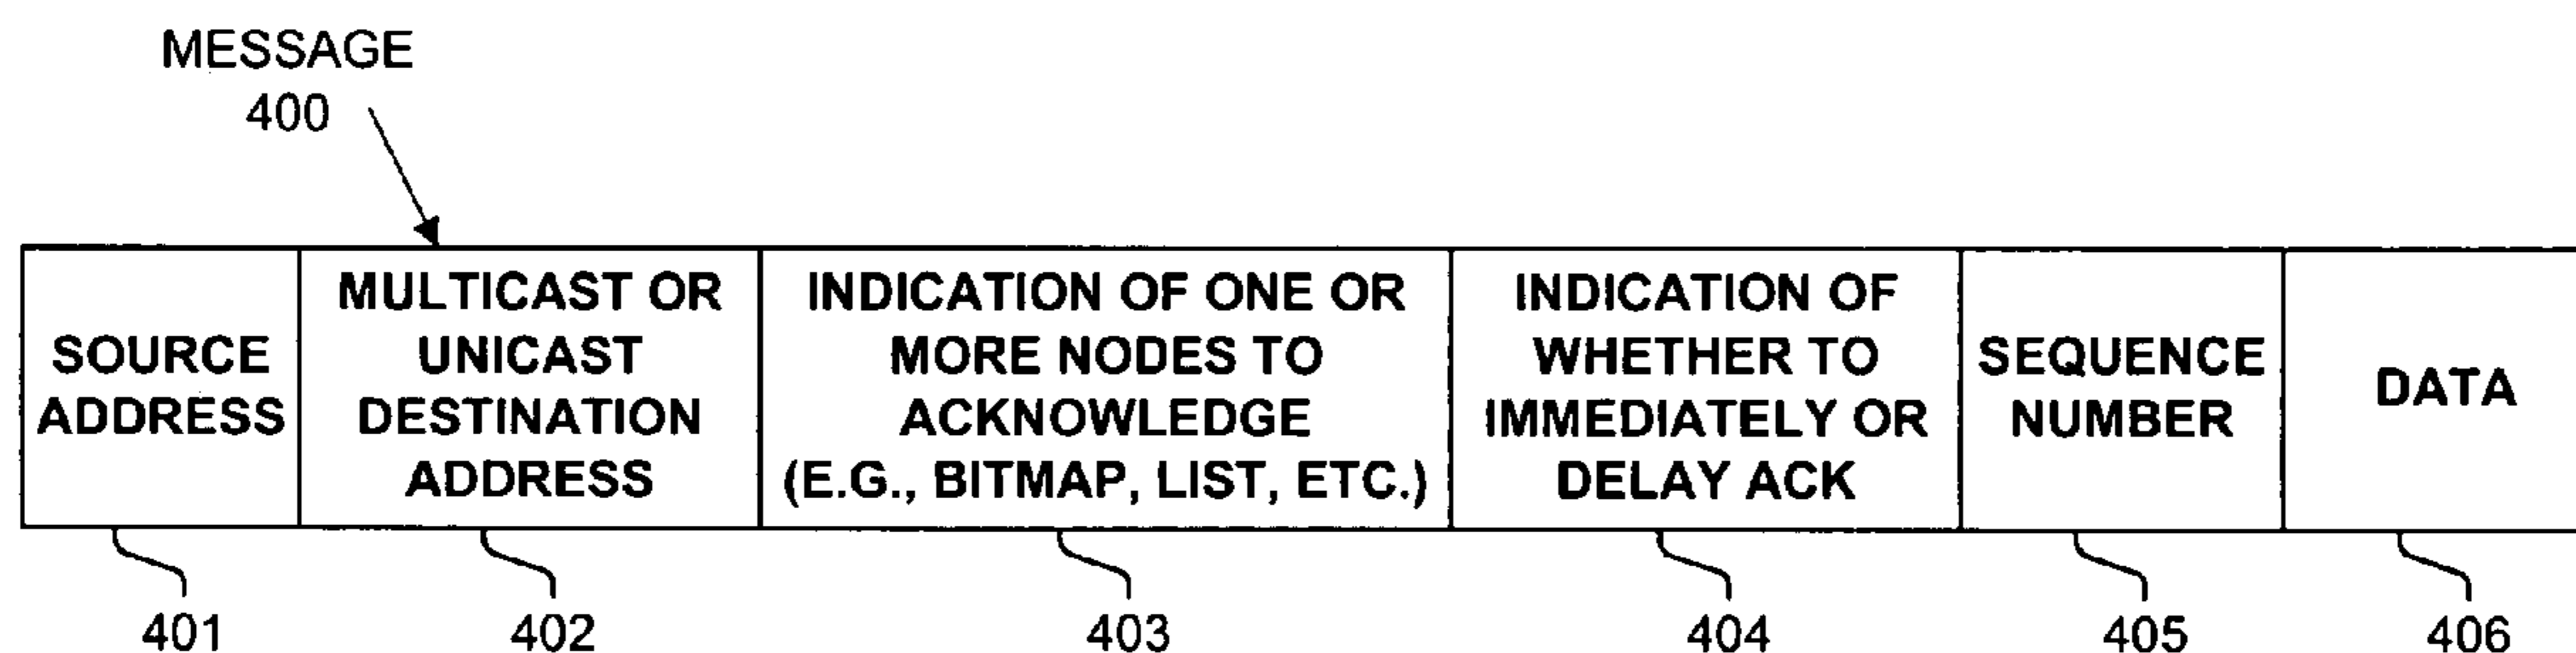 MESSAGE
400
SOURCE
ADDRESS
MULTICAST OR
UNICAST
DESTINATION
ADDRESS
INDICATION OF ONE OR
MORE NODES TO
ACKNOWLEDGE
(E.G., BITMAP, LIST, ETC.)
INDICATION OF
WHETHER TO
IMMEDIATELY OR
DELAY ACK
SEQUENCE
NUMBER
DATA
401
402
403
404
405
406